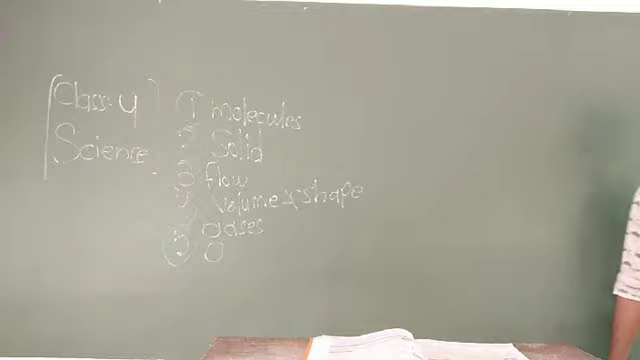 Class-4
Science
1 molecules
2 Solid
3 flow
4 Volume & shape
5 gases